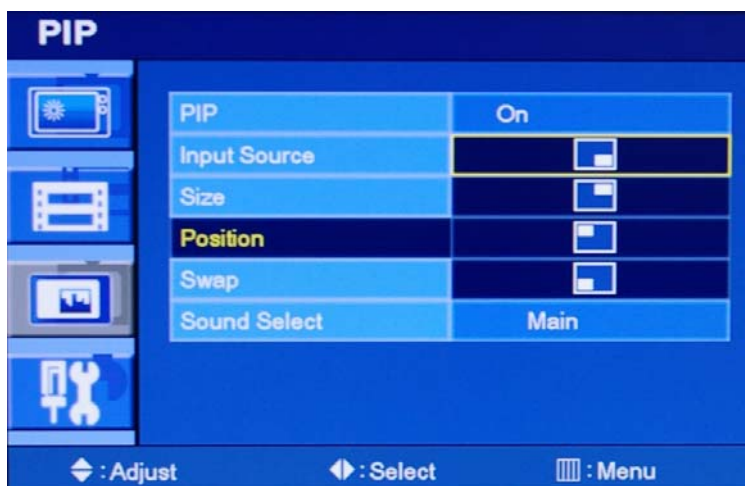 PIP
PIP On
Input Source
Size
Position
Swap
Sound Select Main
: Adjust : Select : Menu